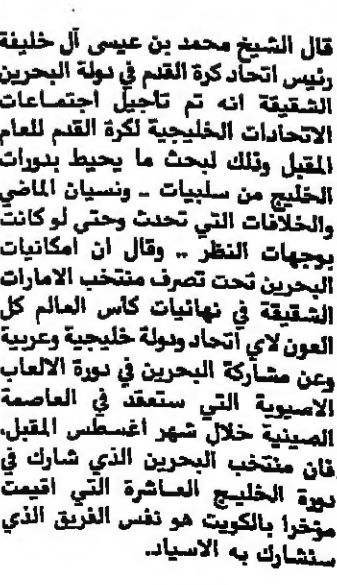 قال الشيخ محمد بن عيسى آل خليفة
رئيس اتحاد كرة القدم في دولة البحرين
الشقيقة انه تم تأجيل اجتمـاعات
الاتحادات الخليجية لكرة القدم للعام
المقبل وذلك لبحث ما يحيط بدورات
الخليج من سلبيات .. ونسيان الماضي
والخلافات التي تحدث وحتى لو كانت
بوجهات النظر .. وقال ان امكانيات
البحرين تحت تصرف منتخب الامارات
الشقيقة في نهائيات كأس العالم كل
العون لاي اتحاد ودولة خليجية وعربية
وعن مشاركة البحرين في دورة الالعاب
الاسيوية التي ستعقد في العاصمة
الصينية خلال شهر اغسطس المقبل،
فان منتخب البحرين الذي شارك في
دورة الخليج العـاشرة التي اقيمت
مؤخرا بالكويت هو نفس الفريق الذي
سنشارك به الاسياد.